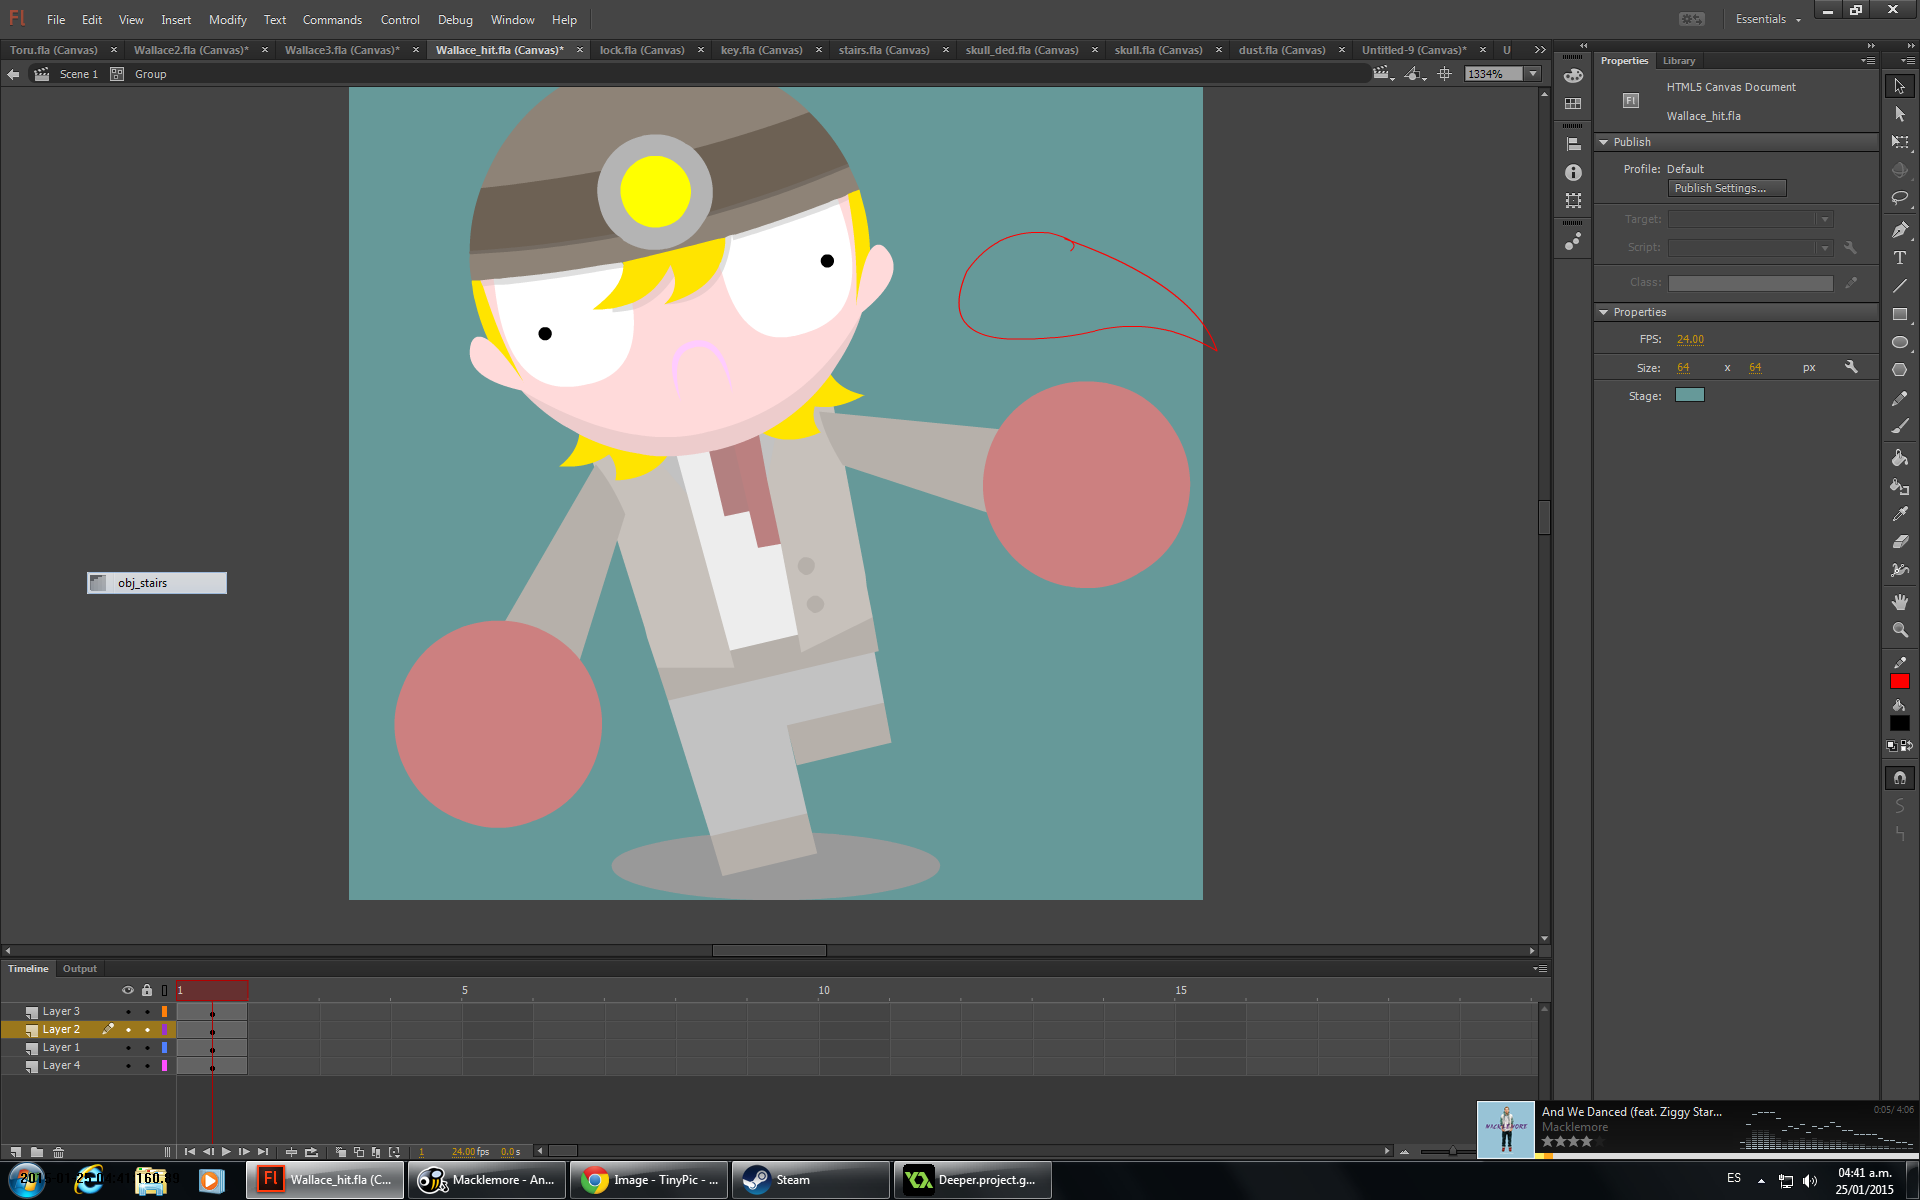 Fl File Edit View Insert Modify Text Commands Control Debug Window Help Essentials
Toru.fla (Canvas) Wallace2.fla (Canvas)* Wallace3.fla (Canvas)* Wallace_hit.fla (Canvas)* lock.fla (Canvas) key.fla (Canvas) stairs.fla (Canvas) skull_ded.fla (Canvas) skull.fla (Canvas) dust.fla (Canvas) Untitled-9 (Canvas)* U
Scene 1 Group 1334%
Properties Library
Fl HTML5 Canvas Document
Wallace_hit.fla
Publish
Profile: Default
Publish Settings...
Target:
Script:
Class:
Properties
FPS: 24.00
Size: 64 x 64 px
Stage:
obj_stairs
Timeline Output
1 5 10 15
Layer 3
Layer 2
Layer 1
Layer 4
1 24.00 fps 0.0 s
MACKLEMORE
And We Danced (feat. Ziggy Star... 0:05/ 4:06
Macklemore
Fl Wallace_hit.fla (C... Macklemore - An... Image - TinyPic - ... Steam Deeper.project.g... ES 04:41 a.m.
25/01/2015